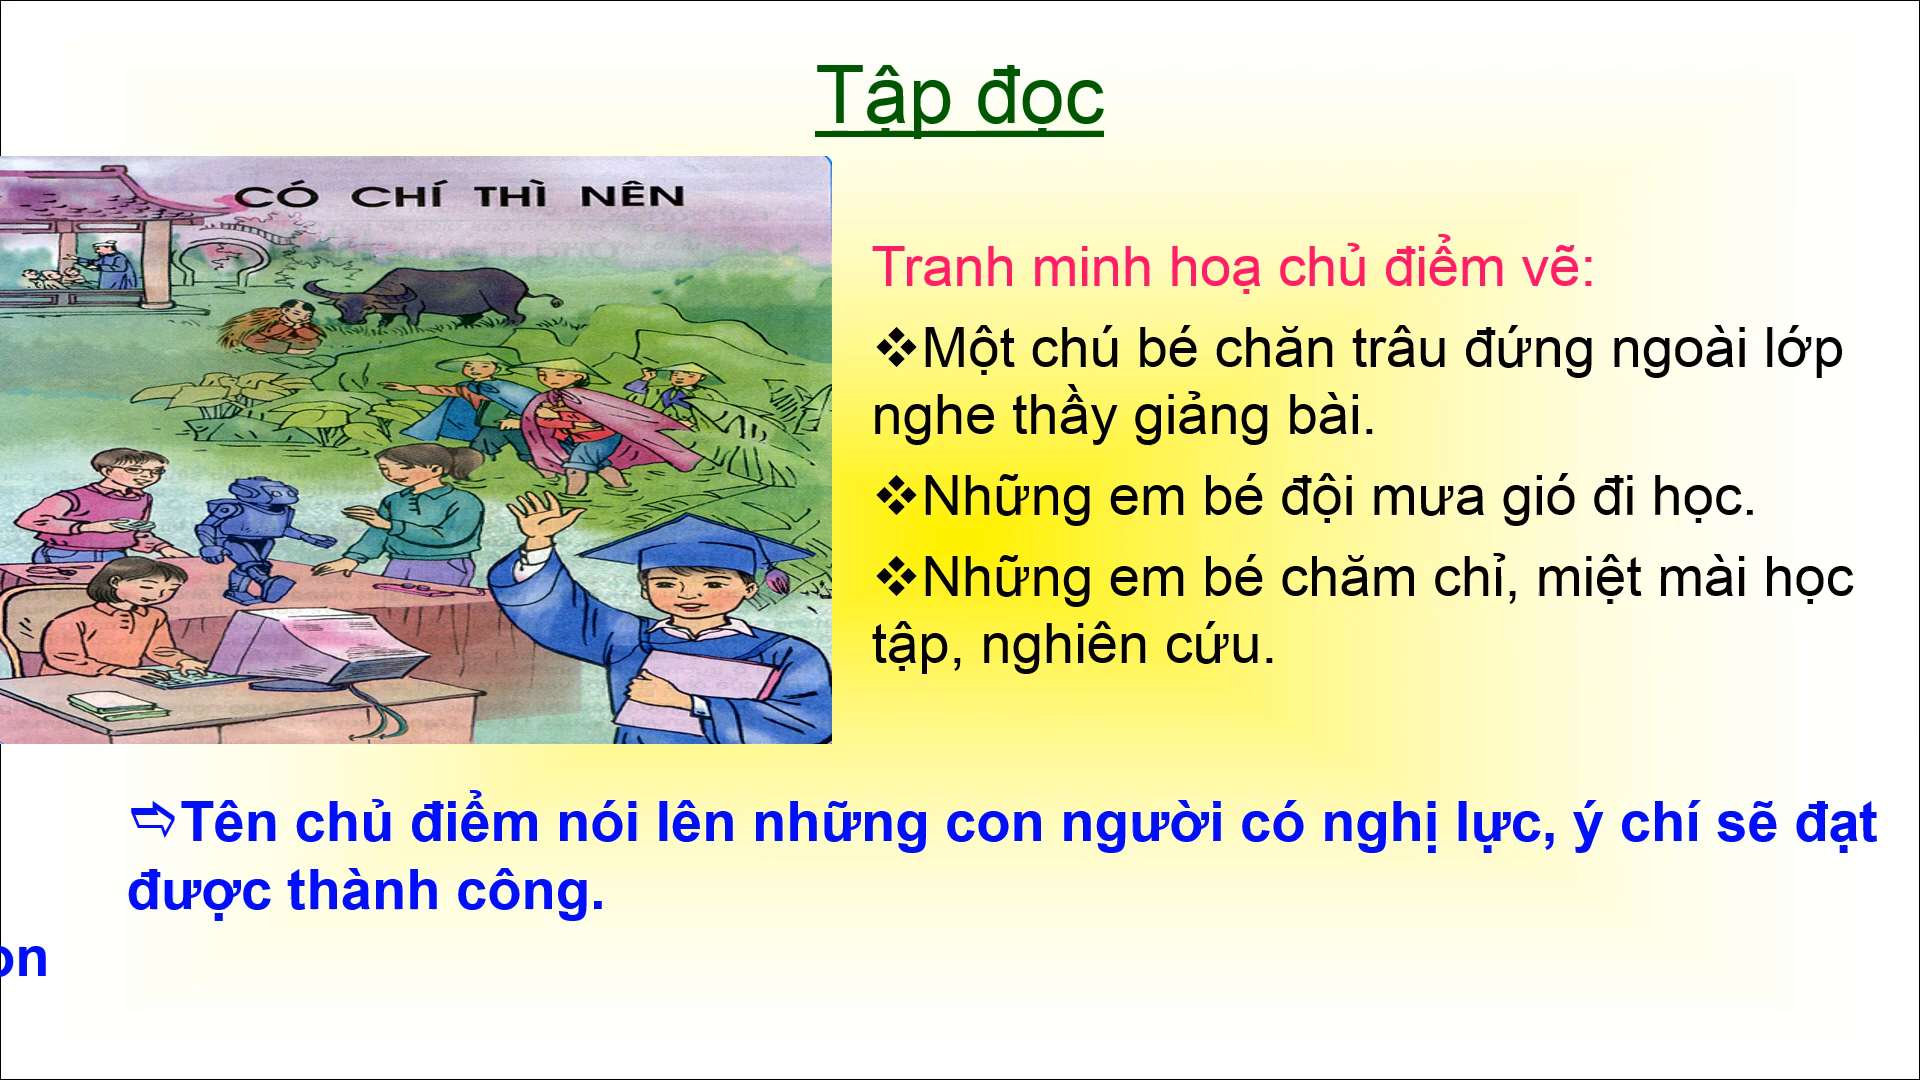 Tập đọc
CÓ CHÍ THÌ NÊN
Tranh minh hoạ chủ điểm vẽ:
❖Một chú bé chăn trâu đứng ngoài lớp
nghe thầy giảng bài.
❖Những em bé đội mưa gió đi học.
❖Những em bé chăm chỉ, miệt mài học
tập, nghiên cứu.
➩Tên chủ điểm nói lên những con người có nghị lực, ý chí sẽ đạt
được thành công.